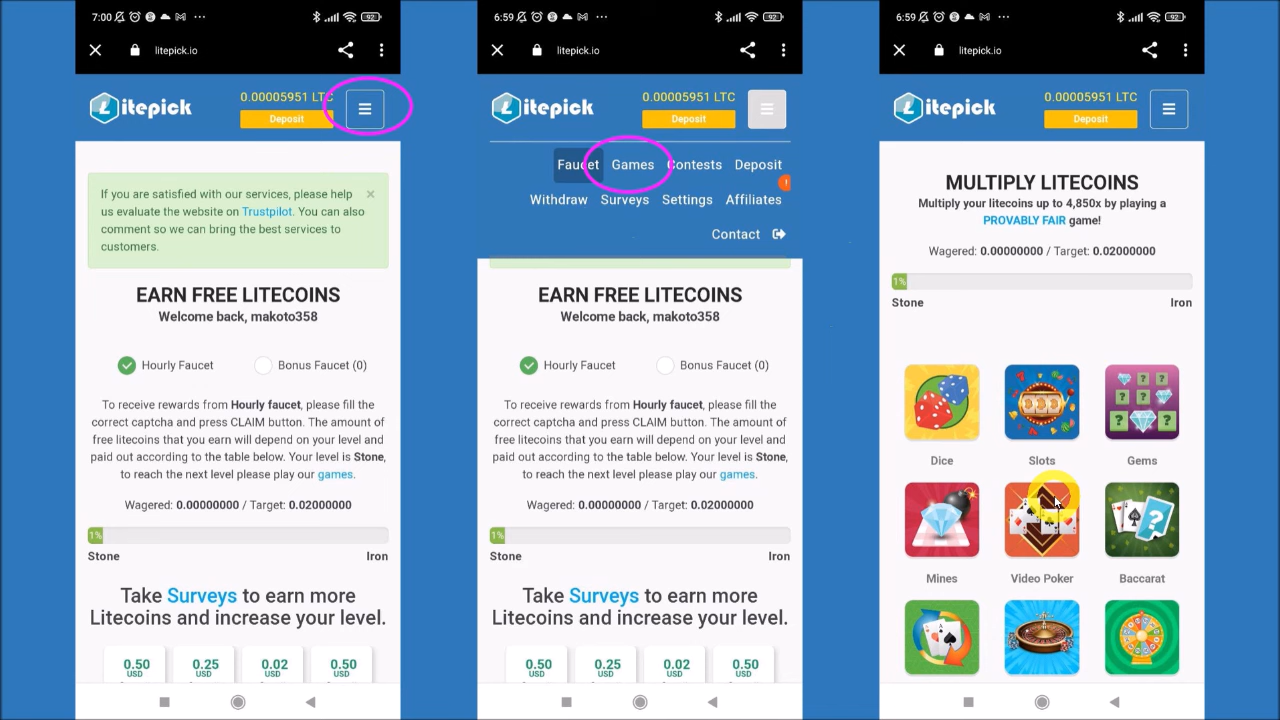 7:00
92
litepick.io
Litepick
0.00005951 LTC
Deposit
If you are satisfied with our services, please help
us evaluate the website on Trustpilot. You can also
comment so we can bring the best services to
customers.
EARN FREE LITECOINS
Welcome back, makoto358
Hourly Faucet
Bonus Faucet (0)
To receive rewards from Hourly faucet, please fill the
correct captcha and press CLAIM button. The amount of
free litecoins that you earn will depend on your level and
paid out according to the table below. Your level is Stone,
to reach the next level please play our games.
Wagered: 0.00000000 / Target: 0.02000000
1%
Stone
Iron
Take Surveys to earn more
Litecoins and increase your level.
0.50
USD
0.25
USD
0.02
USD
0.50
USD
6:59
92
litepick.io
Litepick
0.00005951 LTC
Deposit
Faucet
Games
Contests
Deposit
!
Withdraw
Surveys
Settings
Affiliates
Contact
EARN FREE LITECOINS
Welcome back, makoto358
Hourly Faucet
Bonus Faucet (0)
To receive rewards from Hourly faucet, please fill the
correct captcha and press CLAIM button. The amount of
free litecoins that you earn will depend on your level and
paid out according to the table below. Your level is Stone,
to reach the next level please play our games.
Wagered: 0.00000000 / Target: 0.02000000
1%
Stone
Iron
Take Surveys to earn more
Litecoins and increase your level.
0.50
USD
0.25
USD
0.02
USD
0.50
USD
6:59
92
litepick.io
Litepick
0.00005951 LTC
Deposit
MULTIPLY LITECOINS
Multiply your litecoins up to 4,850x by playing a
PROVABLY FAIR game!
Wagered: 0.00000000 / Target: 0.02000000
1%
Stone
Iron
Dice
Slots
Gems
Mines
Video Poker
Baccarat